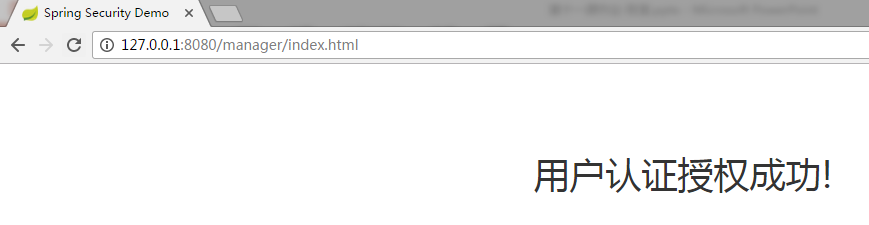 Spring Security Demo
127.0.0.1:8080/manager/index.html
用户认证授权成功!